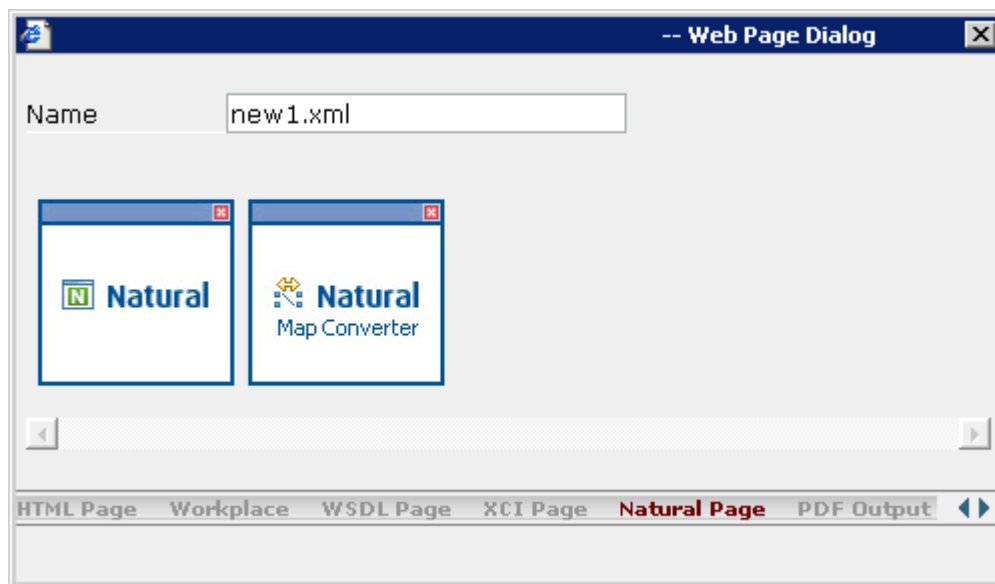 -- Web Page Dialog
Name new1.xml
N Natural
Natural
Map Converter
HTML Page Workplace WSDL Page XCI Page Natural Page PDF Output